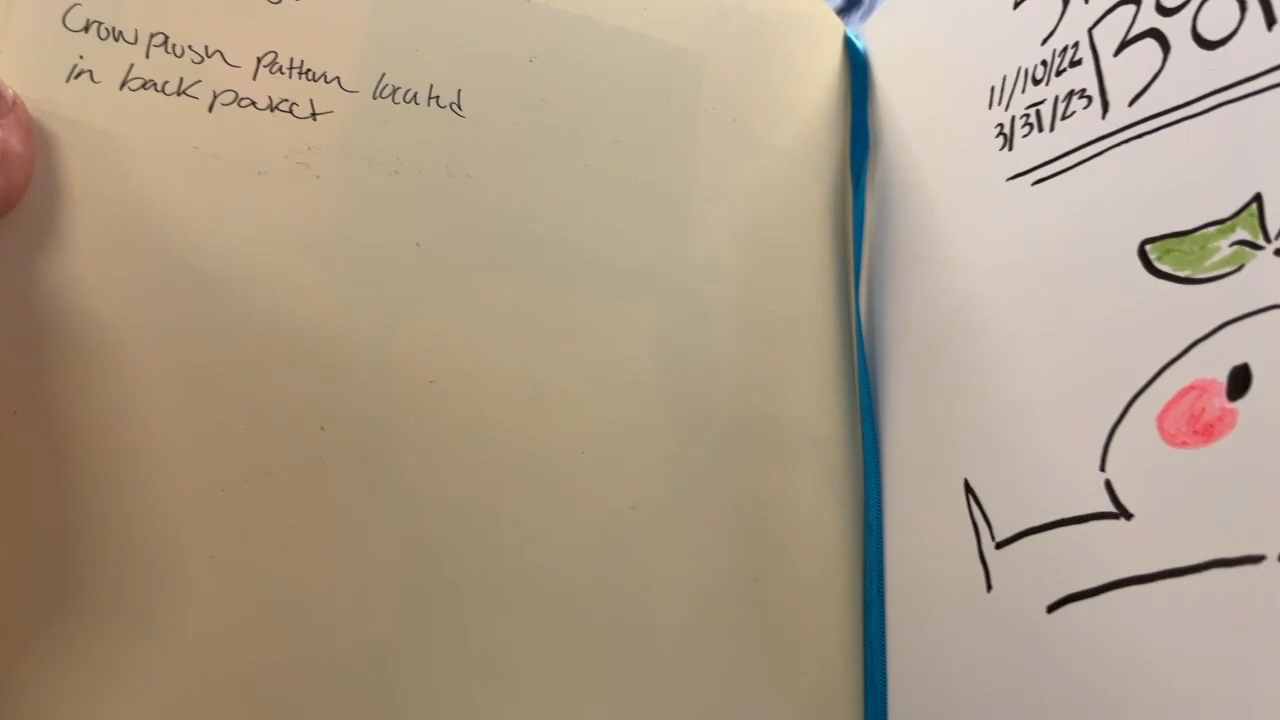 Crow plush pattern located
in back pocket
11/10/22
3/31/23